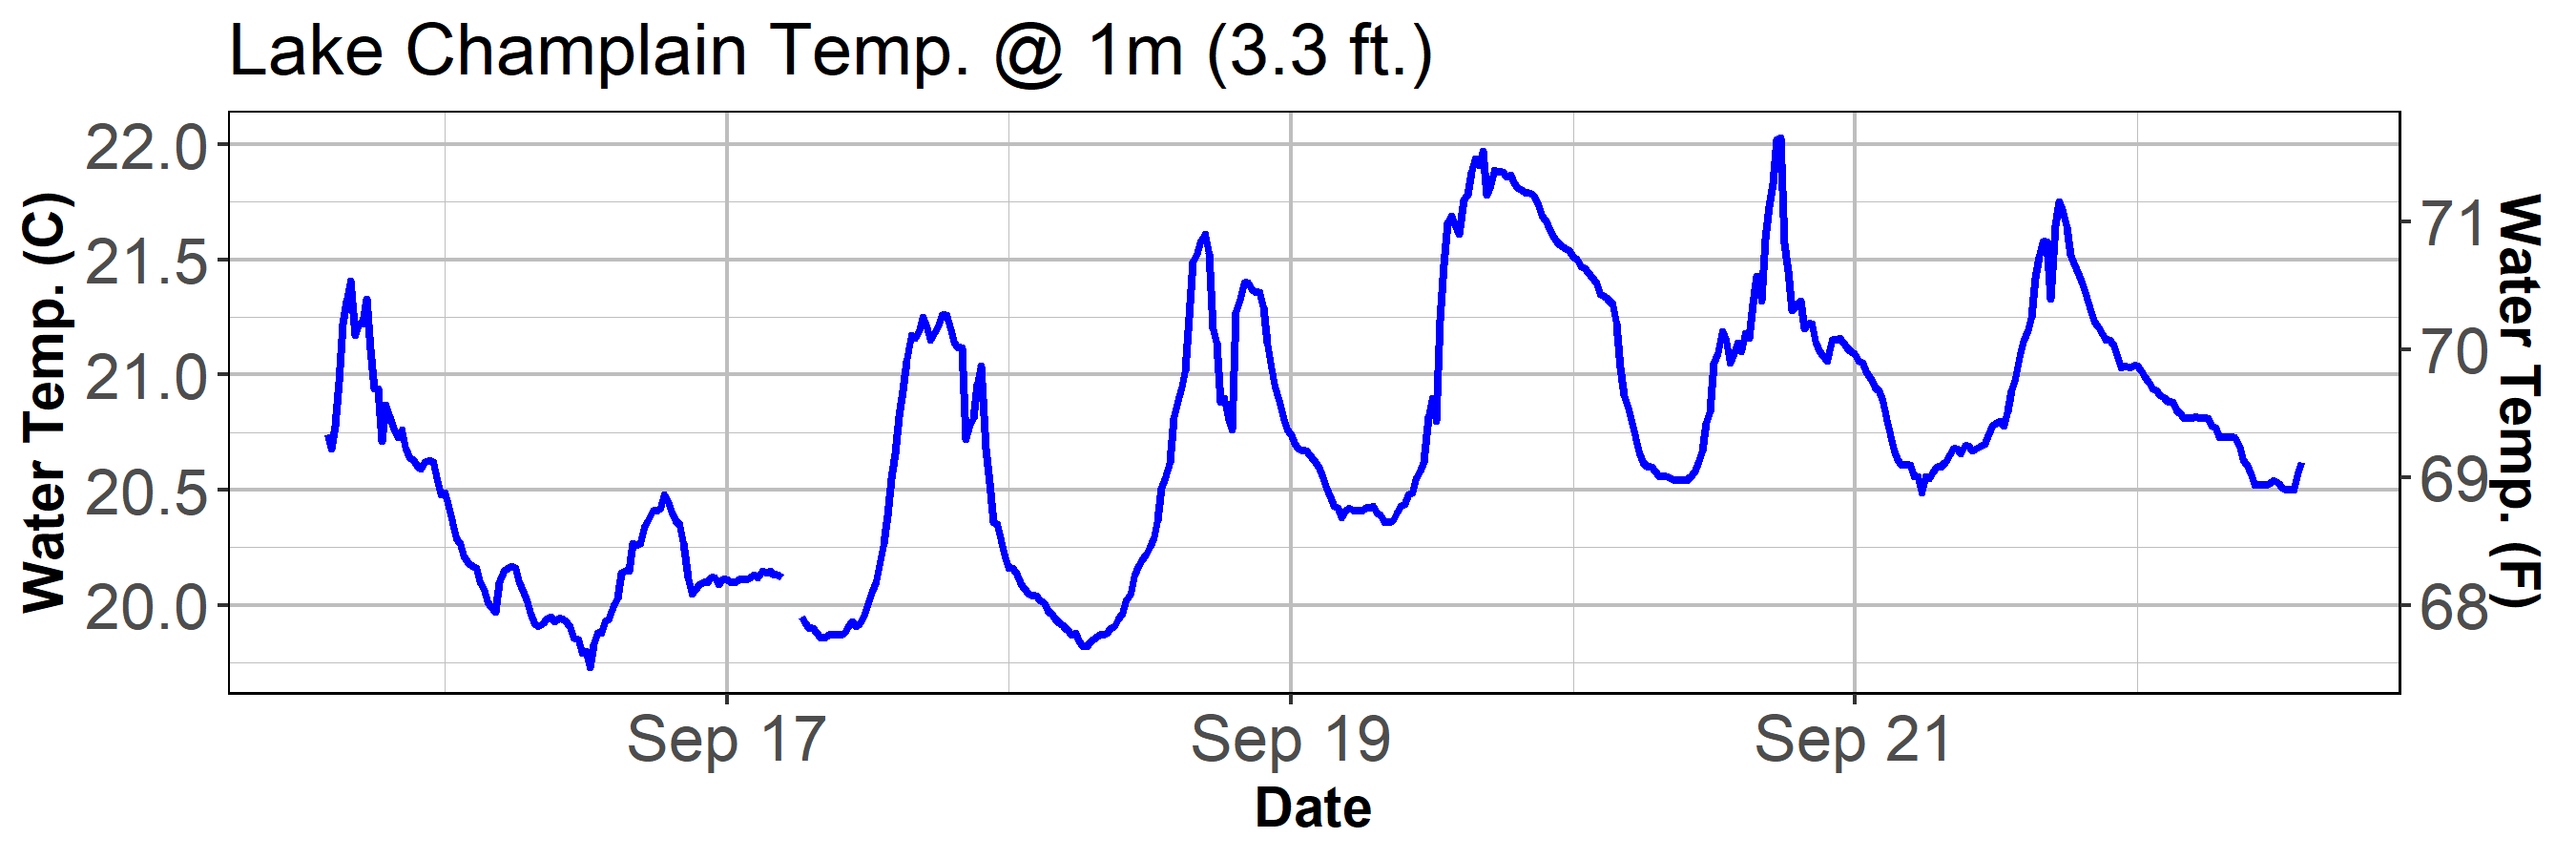 Lake Champlain Temp. @ 1m (3.3 ft.)
Water Temp. (C)
22.0
21.5
21.0
20.5
20.0
71
70
69
68
Water Temp. (F)
Sep 17 Sep 19 Sep 21
Date